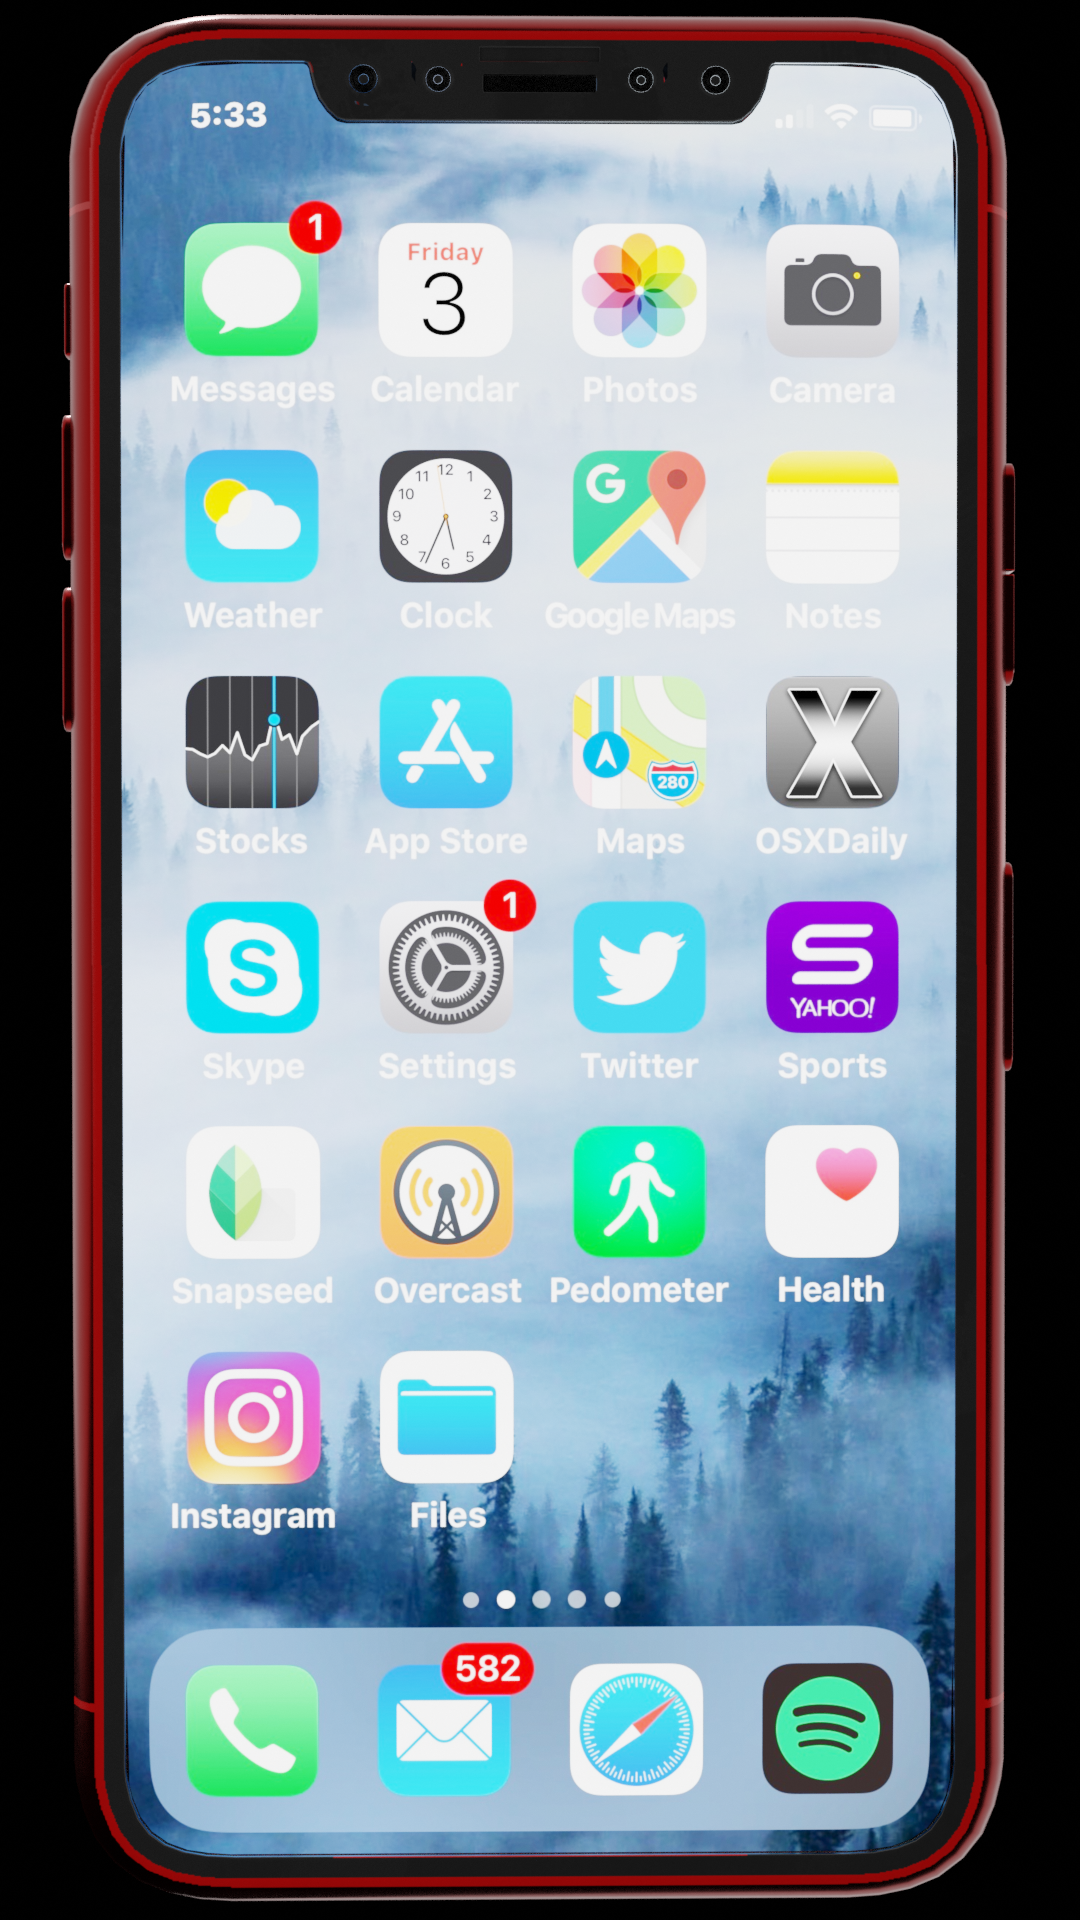 5:33
1
Friday
3
Messages Calendar Photos Camera
G
12
11 1
10 2
9 3
8 4
7 5
6
Weather Clock Google Maps Notes
280
X
Stocks App Store Maps OSXDaily
1
S
S
YAHOO!
Skype Settings Twitter Sports
Snapseed Overcast Pedometer Health
Instagram Files
582